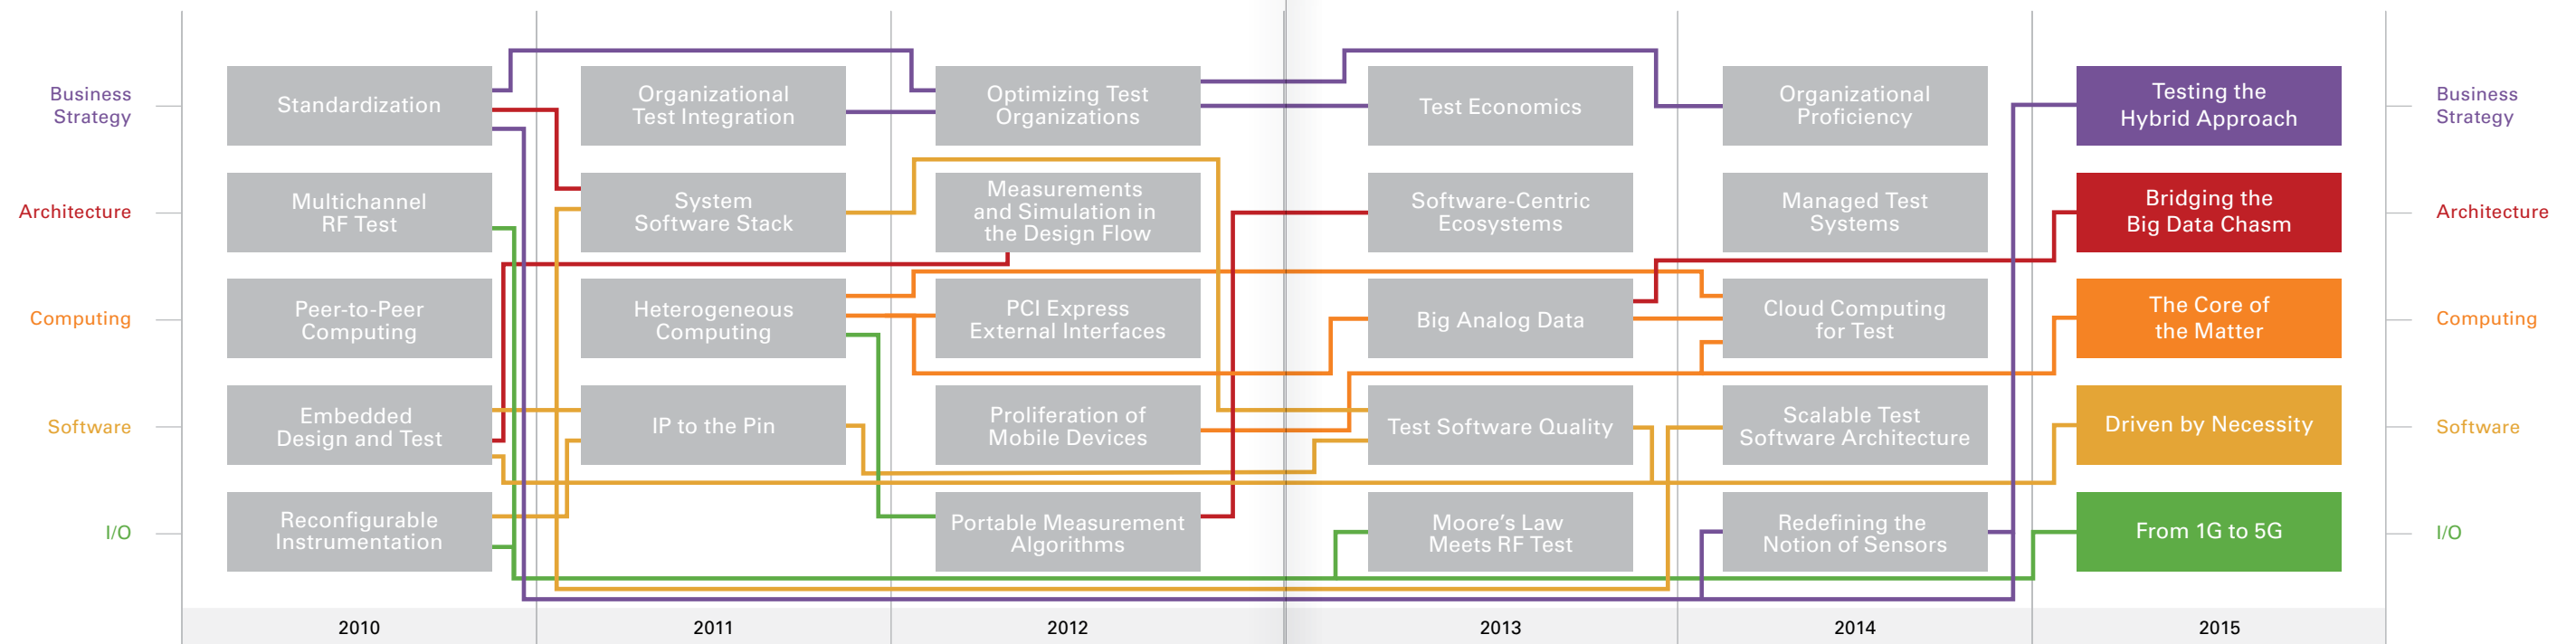 Business
Strategy
Standardization
Organizational
Test Integration
Optimizing Test
Organizations
Test Economics
Organizational
Proficiency
Testing the
Hybrid Approach
Business
Strategy
Architecture
Multichannel
RF Test
System
Software Stack
Measurements
and Simulation in
the Design Flow
Software-Centric
Ecosystems
Managed Test
Systems
Bridging the
Big Data Chasm
Architecture
Computing
Peer-to-Peer
Computing
Heterogeneous
Computing
PCI Express
External Interfaces
Big Analog Data
Cloud Computing
for Test
The Core of
the Matter
Computing
Software
Embedded
Design and Test
IP to the Pin
Proliferation of
Mobile Devices
Test Software Quality
Scalable Test
Software Architecture
Driven by Necessity
Software
I/O
Reconfigurable
Instrumentation
Portable Measurement
Algorithms
Moore’s Law
Meets RF Test
Redefining the
Notion of Sensors
From 1G to 5G
I/O
2010
2011
2012
2013
2014
2015